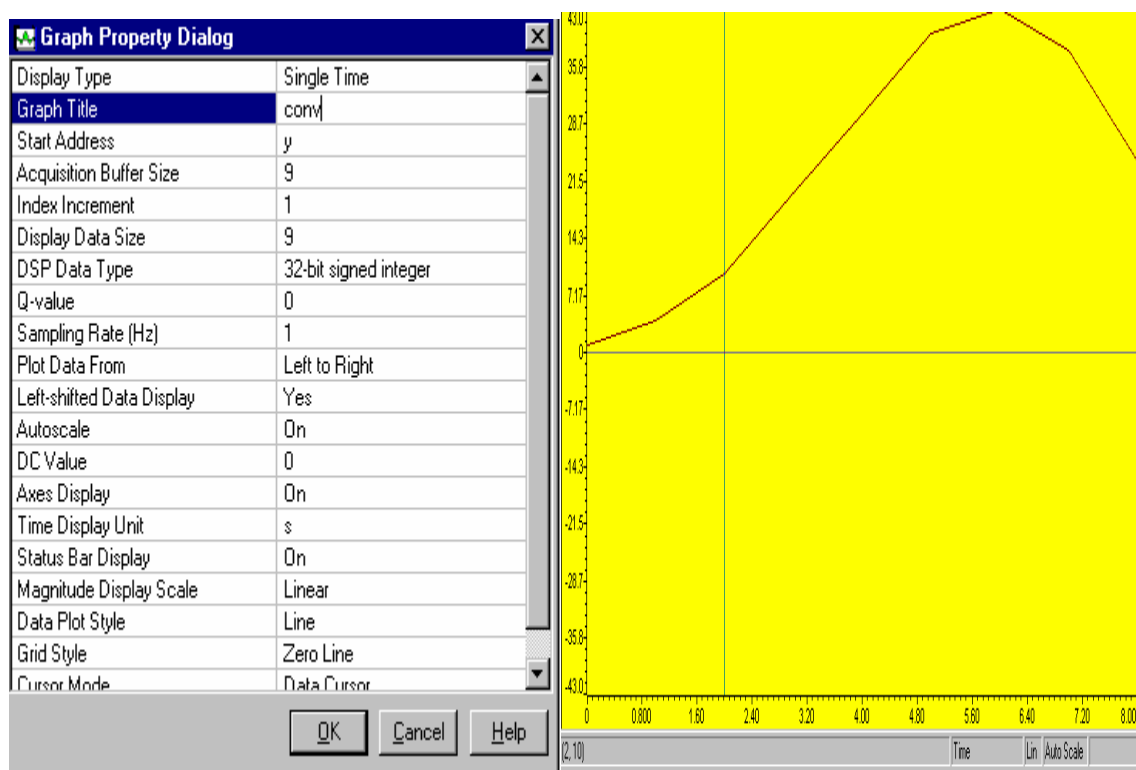 Graph Property Dialog
Display Type Single Time
Graph Title conv
Start Address y
Acquisition Buffer Size 9
Index Increment 1
Display Data Size 9
DSP Data Type 32-bit signed integer
Q-value 0
Sampling Rate (Hz) 1
Plot Data From Left to Right
Left-shifted Data Display Yes
Autoscale On
DC Value 0
Axes Display On
Time Display Unit s
Status Bar Display On
Magnitude Display Scale Linear
Data Plot Style Line
Grid Style Zero Line
Cursor Mode Data Cursor
OK Cancel Help
43.0
35.8
28.7
21.5
14.3
7.17
0
-7.17
-14.3
-21.5
-28.7
-35.8
-43.0
0 0.800 1.60 2.40 3.20 4.00 4.80 5.60 6.40 7.20 8.00
(2, 10) Time Lin Auto Scale